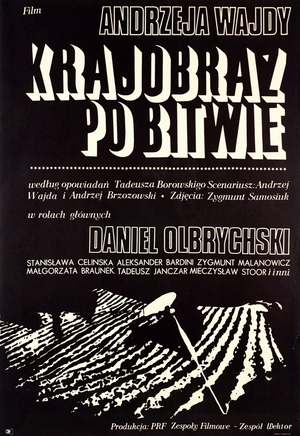 Film
ANDRZEJA WAJDY
KRAJOBRAZ
PO BITWIE
według opowiadań Tadeusza Borowskigo Scenariusz: Andrzej
Wajda i Andrzej Brzozowski • Zdjęcia: Zygmunt Samosiuk
w rolach głównych
DANIEL OLBRYCHSKI
STANISŁAWA CELIŃSKA ALEKSANDER BARDINI ZYGMUNT MALANOWICZ
MAŁGORZATA BRAUNEK TADEUSZ JANCZAR MIECZYSŁAW STOOR i inni
Produkcja: PRF Zespoły Filmowe - Zespół Wektor